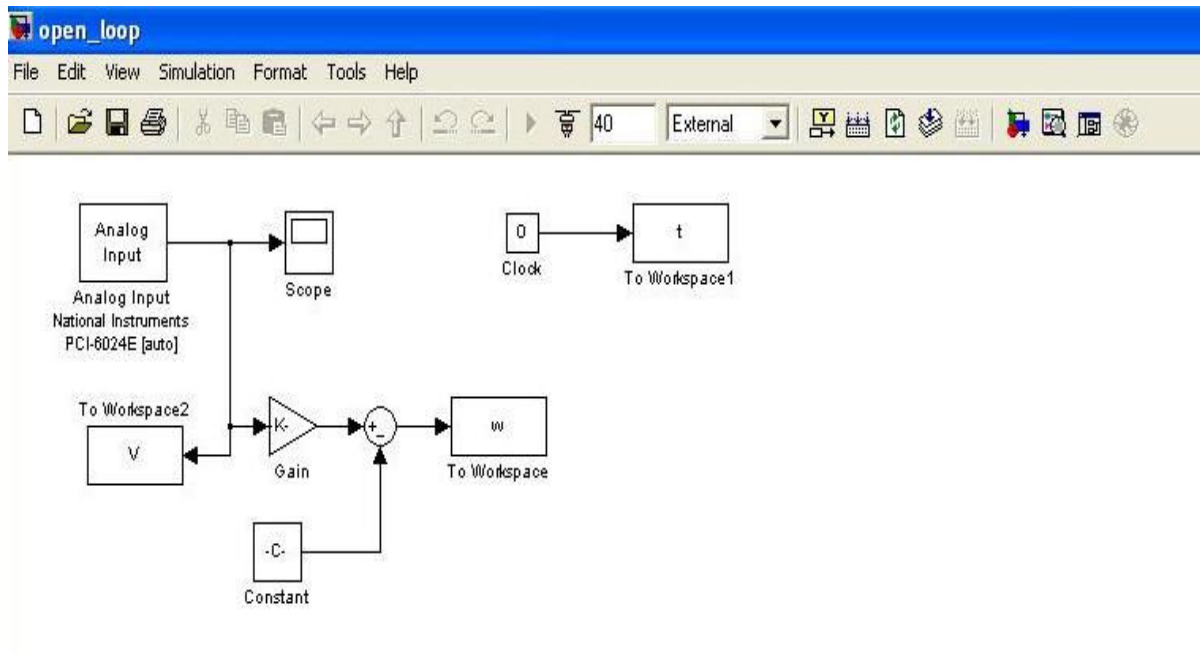 open_loop
File Edit View Simulation Format Tools Help
40 External
Analog
Input
Analog Input
National Instruments
PCI-6024E [auto]
Scope
0
Clock
t
To Workspace1
To Workspace2
V
-K-
Gain
+
-
w
To Workspace
-C-
Constant